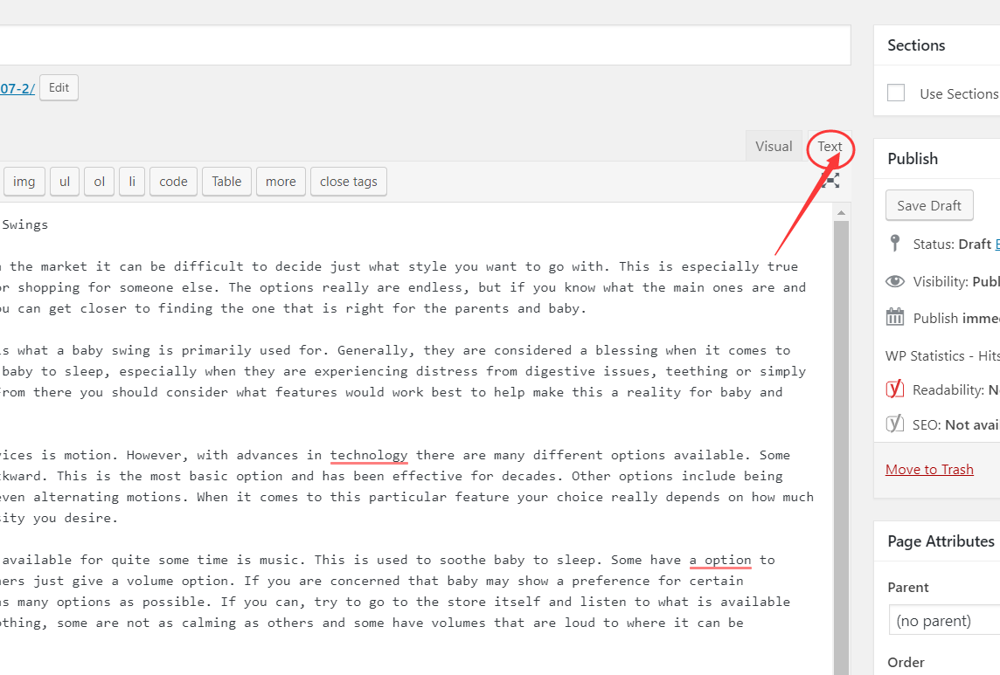 Sections
07-2/ Edit
Use Sections
Visual Text
Publish
img ul ol li code Table more close tags
Save Draft
Swings
Status: Draft
the market it can be difficult to decide just what style you want to go with. This is especially true
or shopping for someone else. The options really are endless, but if you know what the main ones are and
Visibility: Publ
ou can get closer to finding the one that is right for the parents and baby.
Publish imme
is what a baby swing is primarily used for. Generally, they are considered a blessing when it comes to
WP Statistics - Hits
baby to sleep, especially when they are experiencing distress from digestive issues, teething or simply
From there you should consider what features would work best to help make this a reality for baby and
Readability: N
SEO: Not avai
vices is motion. However, with advances in technology there are many different options available. Some
Move to Trash
kward. This is the most basic option and has been effective for decades. Other options include being
even alternating motions. When it comes to this particular feature your choice really depends on how much
sity you desire.
Page Attributes
available for quite some time is music. This is used to soothe baby to sleep. Some have a option to
hers just give a volume option. If you are concerned that baby may show a preference for certain
Parent
as many options as possible. If you can, try to go to the store itself and listen to what is available
othing, some are not as calming as others and some have volumes that are loud to where it can be
(no parent)
Order